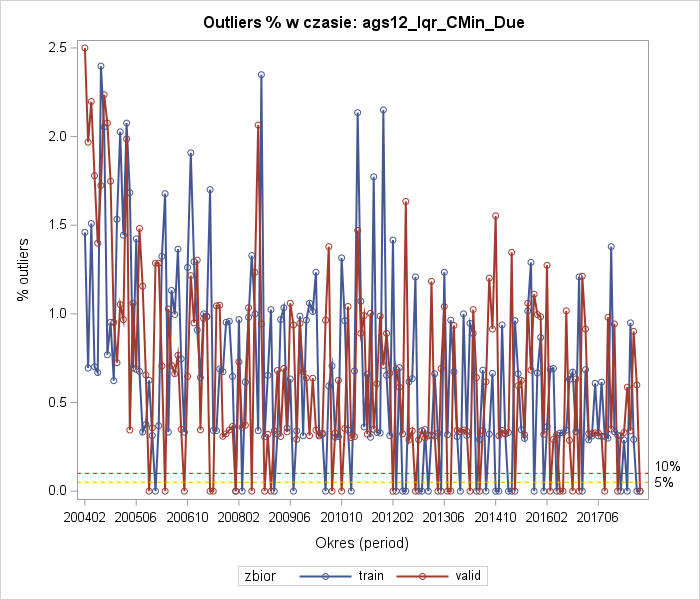 Outliers % w czasie: ags12_Iqr_CMin_Due
% outliers
2.5
2.0
1.5
1.0
0.5
0.0
10%
5%
200402 200506 200610 200802 200906 201010 201202 201306 201410 201602 201706
Okres (period)
zbior train valid